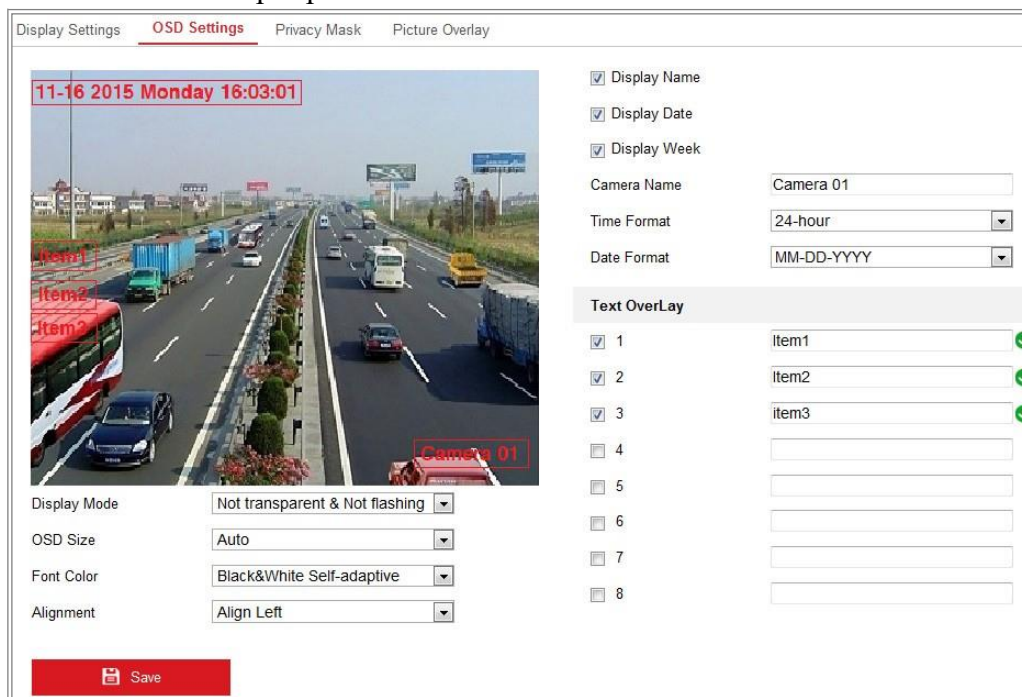 Display Settings OSD Settings Privacy Mask Picture Overlay
11-16 2015 Monday 16:03:01
Item1
Item2
Item3
Camera 01
Display Mode Not transparent & Not flashing
OSD Size Auto
Font Color Black&White Self-adaptive
Alignment Align Left
Save
Display Name
Display Date
Display Week
Camera Name Camera 01
Time Format 24-hour
Date Format MM-DD-YYYY
Text OverLay
1 Item1
2 Item2
3 item3
4
5
6
7
8